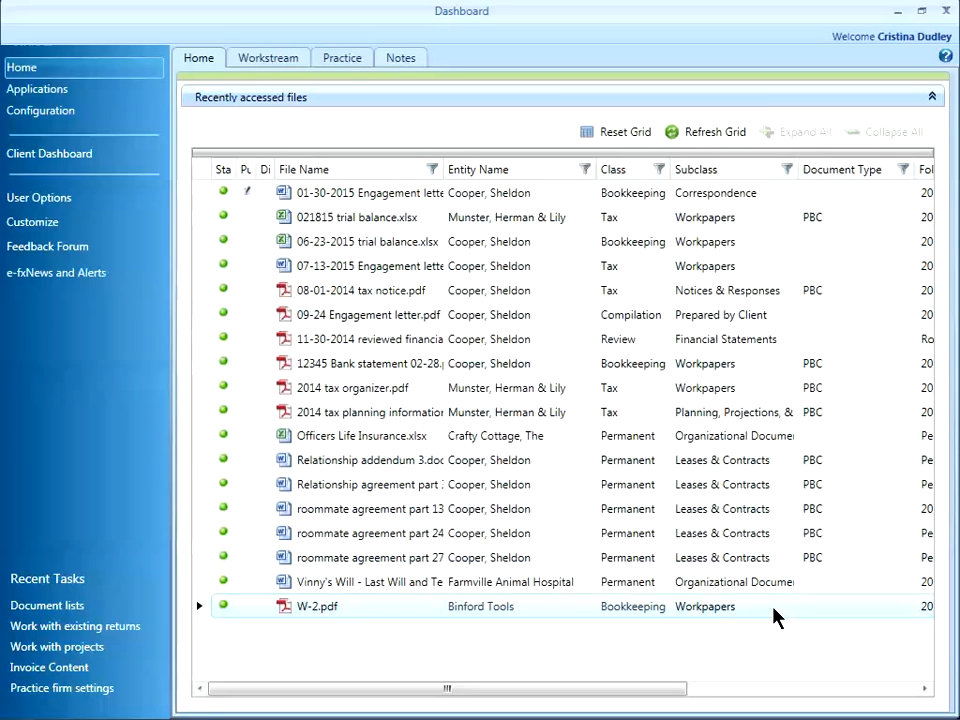 Dashboard
Welcome Cristina Dudley
Home
Applications
Configuration
Client Dashboard
User Options
Customize
Feedback Forum
e-fxNews and Alerts
Recent Tasks
Document lists
Work with existing returns
Work with projects
Invoice Content
Practice firm settings
Home Workstream Practice Notes
Recently accessed files
Reset Grid Refresh Grid Expand All Collapse All
Sta Pu Di File Name Entity Name Class Subclass Document Type Fol
01-30-2015 Engagement lette Cooper, Sheldon Bookkeeping Correspondence 20
021815 trial balance.xlsx Munster, Herman & Lily Tax Workpapers PBC 20
06-23-2015 trial balance.xlsx Cooper, Sheldon Bookkeeping Workpapers 20
07-13-2015 Engagement lette Cooper, Sheldon Tax Workpapers 20
08-01-2014 tax notice.pdf Cooper, Sheldon Tax Notices & Responses PBC 20
09-24 Engagement letter.pdf Cooper, Sheldon Compilation Prepared by Client 20
11-30-2014 reviewed financia Cooper, Sheldon Review Financial Statements Ro
12345 Bank statement 02-28. Cooper, Sheldon Bookkeeping Workpapers PBC 20
2014 tax organizer.pdf Munster, Herman & Lily Tax Workpapers PBC 20
2014 tax planning information Munster, Herman & Lily Tax Planning, Projections, & PBC 20
Officers Life Insurance.xlsx Crafty Cottage, The Permanent Organizational Documen Pe
Relationship addendum 3.doc Cooper, Sheldon Permanent Leases & Contracts PBC Pe
Relationship agreement part Cooper, Sheldon Permanent Leases & Contracts PBC Pe
roommate agreement part 13 Cooper, Sheldon Permanent Leases & Contracts PBC Pe
roommate agreement part 24 Cooper, Sheldon Permanent Leases & Contracts PBC Pe
roommate agreement part 27 Cooper, Sheldon Permanent Leases & Contracts PBC Pe
Vinny's Will - Last Will and Te Farmville Animal Hospital Permanent Organizational Documen Pe
W-2.pdf Binford Tools Bookkeeping Workpapers 20